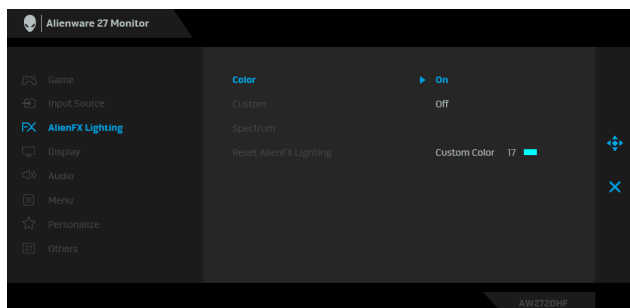 Alienware 27 Monitor
Game
Input Source
FX AlienFX Lighting
Display
Audio
Menu
Personalize
Others
Color On
Custom Off
Spectrum
Reset AlienFX Lighting Custom Color 17
AW2720HF